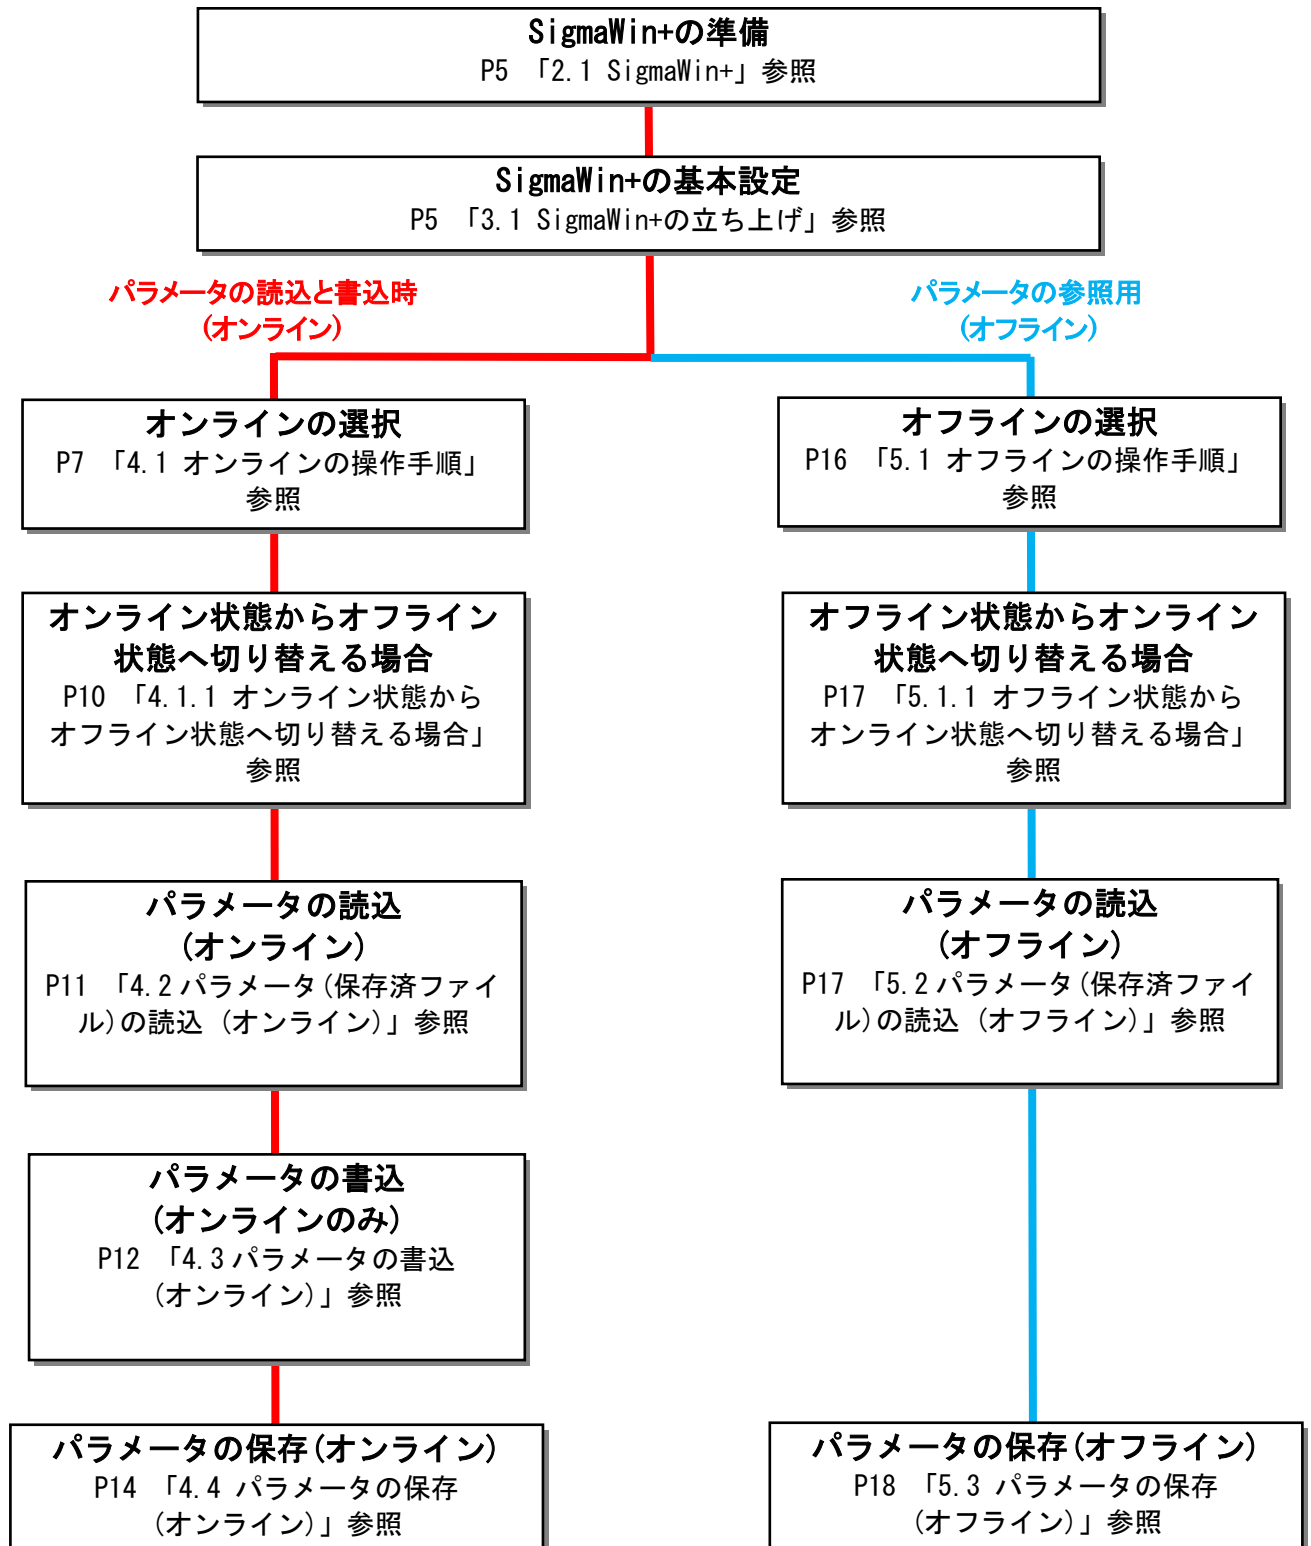 SigmaWin+の準備
P5 「2.1 SigmaWin+」参照
SigmaWin+の基本設定
P5 「3.1 SigmaWin+の立ち上げ」参照
パラメータの読込と書込時
(オンライン)
パラメータの参照用
(オフライン)
オンラインの選択
P7 「4.1 オンラインの操作手順」
参照
オフラインの選択
P16 「5.1 オフラインの操作手順」
参照
オンライン状態からオフライン
状態へ切り替える場合
P10 「4.1.1 オンライン状態から
オフライン状態へ切り替える場合」
参照
オフライン状態からオンライン
状態へ切り替える場合
P17 「5.1.1 オフライン状態から
オンライン状態へ切り替える場合」
参照
パラメータの読込
(オンライン)
P11 「4.2パラメータ(保存済ファイ
ル)の読込 (オンライン)」参照
パラメータの読込
(オフライン)
P17 「5.2パラメータ(保存済ファイ
ル)の読込 (オフライン)」参照
パラメータの書込
(オンラインのみ)
P12 「4.3パラメータの書込
(オンライン)」参照
パラメータの保存(オンライン)
P14 「4.4 パラメータの保存
(オンライン)」参照
パラメータの保存(オフライン)
P18 「5.3 パラメータの保存
(オフライン)」参照